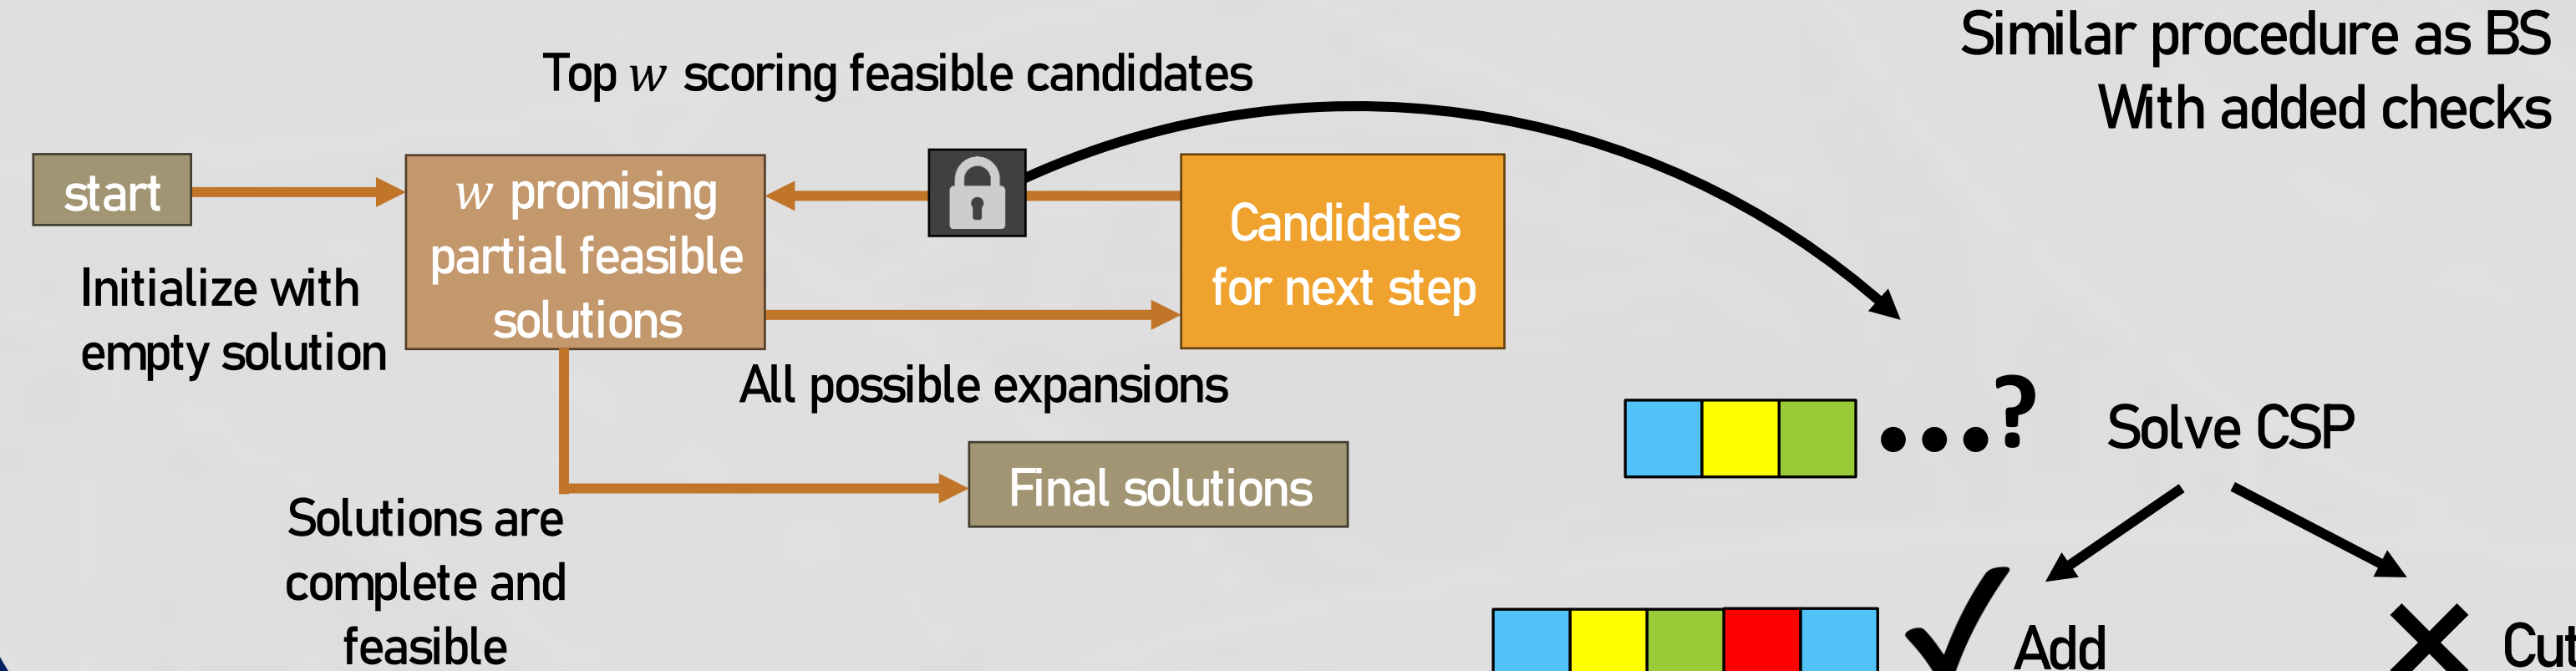 Similar procedure as BS
With added checks
Top w scoring feasible candidates
start
w promising
partial feasible
solutions
Candidates
for next step
Initialize with
empty solution
All possible expansions
...?
Solve CSP
Final solutions
Solutions are
complete and
feasible
Add
Cut